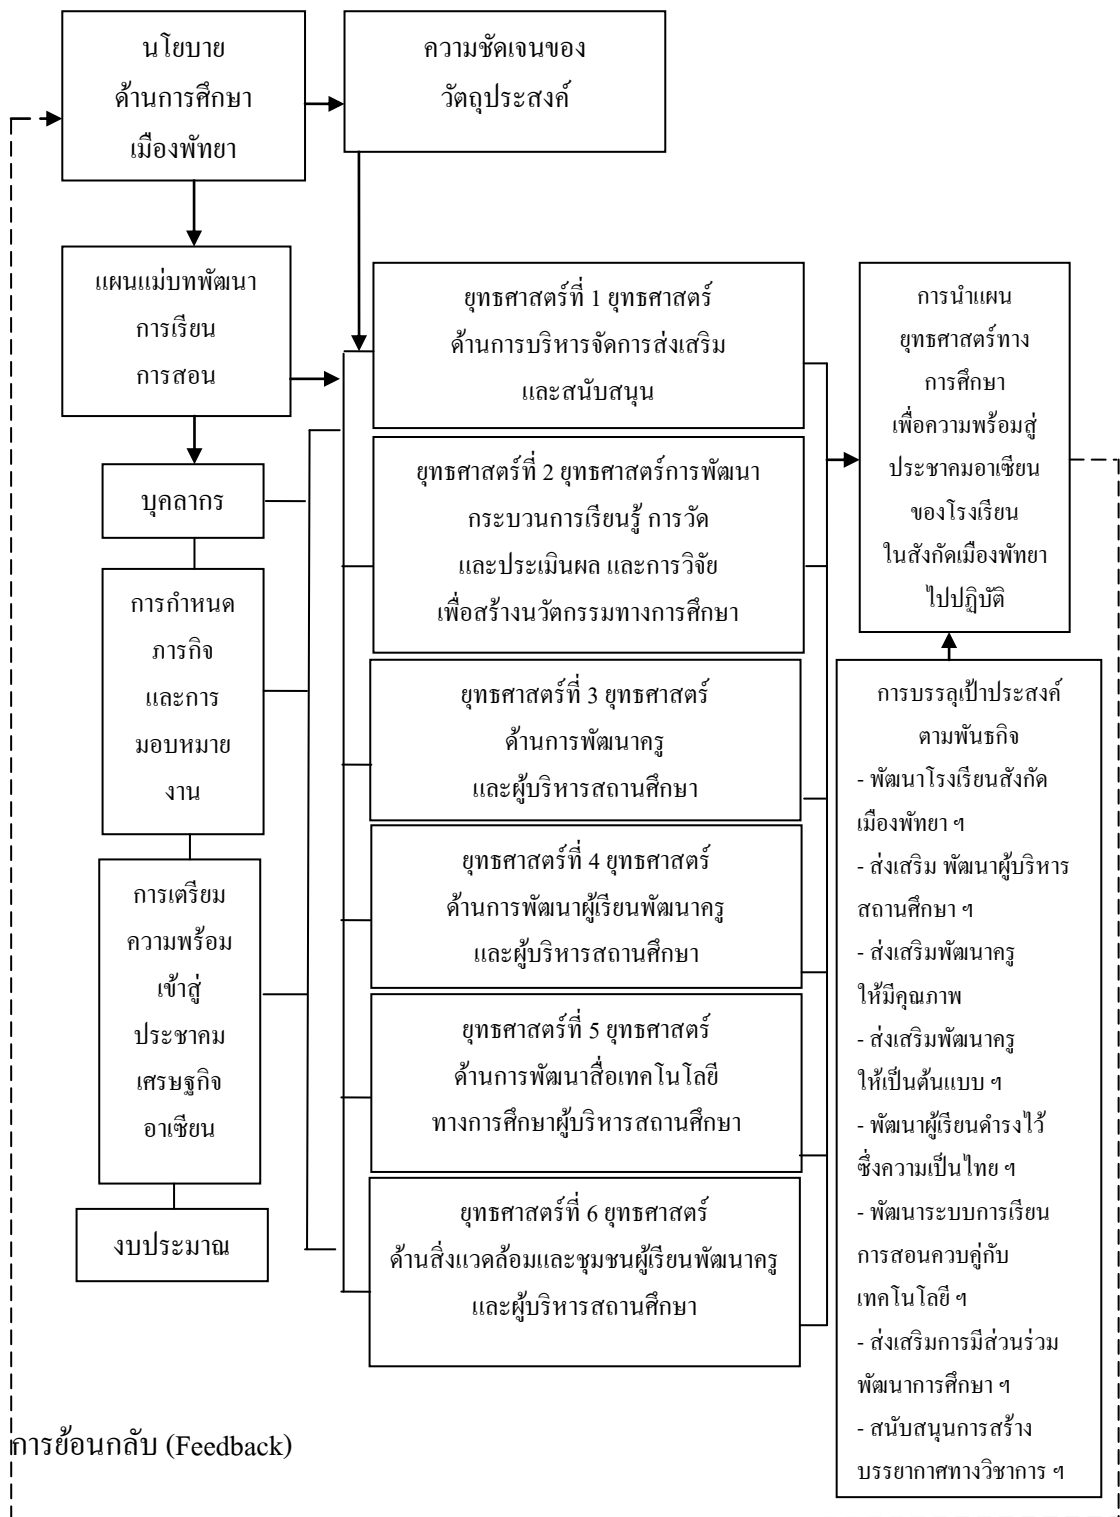 นโยบาย
ด้านการศึกษา
เมืองพัทยา
ความชัดเจนของ
วัตถุประสงค์
แผนแม่บทพัฒนา
การเรียน
การสอน
บุคลากร
การกำหนด
ภารกิจ
และการ
มอบหมาย
งาน
การเตรียม
ความพร้อม
เข้าสู่
ประชาคม
เศรษฐกิจ
อาเซียน
งบประมาณ
ยุทธศาสตร์ที่ 1 ยุทธศาสตร์
ด้านการบริหารจัดการส่งเสริม
และสนับสนุน
ยุทธศาสตร์ที่ 2 ยุทธศาสตร์การพัฒนา
กระบวนการเรียนรู้ การวัด
และประเมินผล และการวิจัย
เพื่อสร้างนวัตกรรมทางการศึกษา
ยุทธศาสตร์ที่ 3 ยุทธศาสตร์
ด้านการพัฒนาครู
และผู้บริหารสถานศึกษา
ยุทธศาสตร์ที่ 4 ยุทธศาสตร์
ด้านการพัฒนาผู้เรียนพัฒนาครู
และผู้บริหารสถานศึกษา
ยุทธศาสตร์ที่ 5 ยุทธศาสตร์
ด้านการพัฒนาสื่อเทคโนโลยี
ทางการศึกษาผู้บริหารสถานศึกษา
ยุทธศาสตร์ที่ 6 ยุทธศาสตร์
ด้านสิ่งแวดล้อมและชุมชนผู้เรียนพัฒนาครู
และผู้บริหารสถานศึกษา
การนำแผน
ยุทธศาสตร์ทาง
การศึกษา
เพื่อความพร้อมสู่
ประชาคมอาเซียน
ของโรงเรียน
ในสังกัดเมืองพัทยา
ไปปฏิบัติ
การบรรลุเป้าประสงค์
ตามพันธกิจ
- พัฒนาโรงเรียนสังกัด
เมืองพัทยา ฯ
- ส่งเสริม พัฒนาผู้บริหาร
สถานศึกษา ฯ
- ส่งเสริมพัฒนาครู
ให้มีคุณภาพ
- ส่งเสริมพัฒนาครู
ให้เป็นต้นแบบ ฯ
- พัฒนาผู้เรียนดำรงไว้
ซึ่งความเป็นไทย ฯ
- พัฒนาระบบการเรียน
การสอนควบคู่กับ
เทคโนโลยี ฯ
- ส่งเสริมการมีส่วนร่วม
พัฒนาการศึกษา ฯ
- สนับสนุนการสร้าง
บรรยากาศทางวิชาการ ฯ
การย้อนกลับ (Feedback)